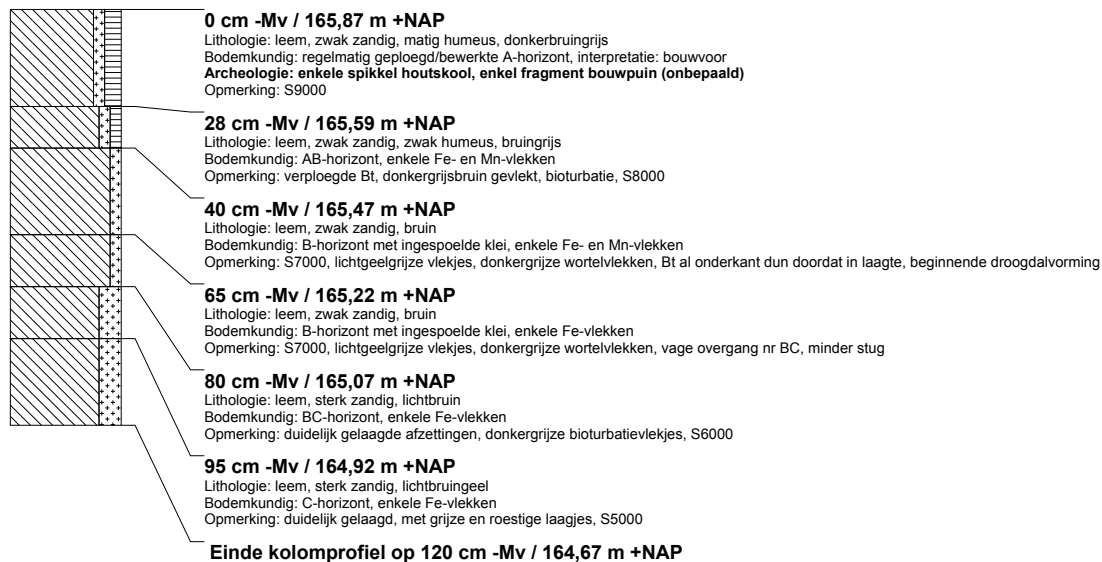 0 cm -Mv / 165,87 m +NAP
Lithologie: leem, zwak zandig, matig humeus, donkerbruingrijs
Bodemkundig: regelmatig geploegd/bewerkte A-horizont, interpretatie: bouwvoor
Archeologie: enkele spikkel houtskool, enkel fragment bouwpuin (onbepaald)
Opmerking: S9000
28 cm -Mv / 165,59 m +NAP
Lithologie: leem, zwak zandig, zwak humeus, bruingrijs
Bodemkundig: AB-horizont, enkele Fe- en Mn-vlekken
Opmerking: verploegde Bt, donkergrijsbruin gevlekt, bioturbatie, S8000
40 cm -Mv / 165,47 m +NAP
Lithologie: leem, zwak zandig, bruin
Bodemkundig: B-horizont met ingespoelde klei, enkele Fe- en Mn-vlekken
Opmerking: S7000, lichtgeelgrijze vlekjes, donkergrijze wortelvlekken, Bt al onderkant dun doordat in laagte, beginnende droogdalvorming
65 cm -Mv / 165,22 m +NAP
Lithologie: leem, zwak zandig, bruin
Bodemkundig: B-horizont met ingespoelde klei, enkele Fe-vlekken
Opmerking: S7000, lichtgeelgrijze vlekjes, donkergrijze wortelvlekken, vage overgang nr BC, minder stug
80 cm -Mv / 165,07 m +NAP
Lithologie: leem, sterk zandig, lichtbruin
Bodemkundig: BC-horizont, enkele Fe-vlekken
Opmerking: duidelijk gelaagde afzettingen, donkergrijze bioturbatievlekjes, S6000
95 cm -Mv / 164,92 m +NAP
Lithologie: leem, sterk zandig, lichtbruingeel
Bodemkundig: C-horizont, enkele Fe-vlekken
Opmerking: duidelijk gelaagd, met grijze en roestige laagjes, S5000
Einde kolomprofiel op 120 cm -Mv / 164,67 m +NAP